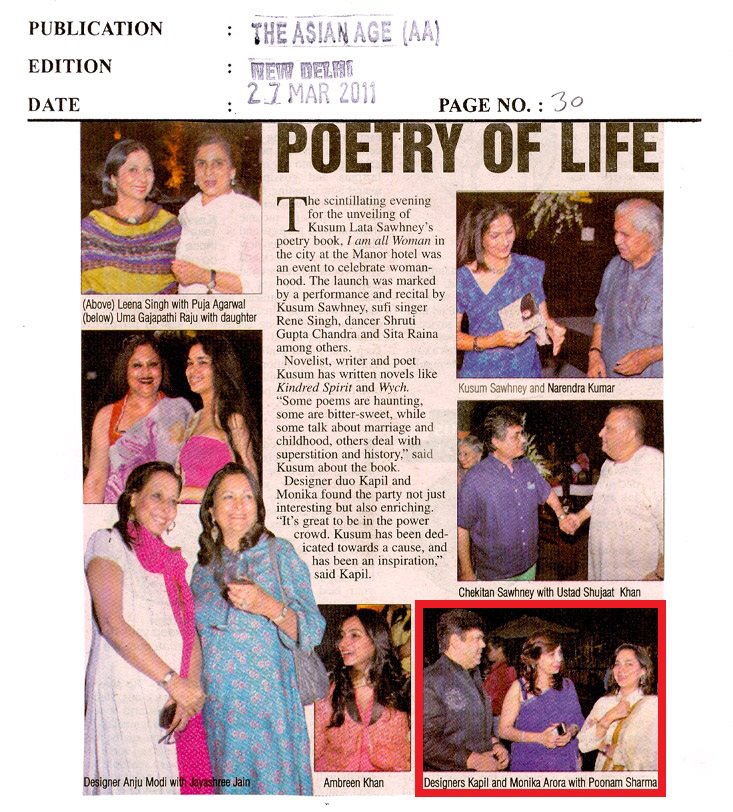 PUBLICATION : THE ASIAN AGE (AA)
EDITION : NEW DELHI
DATE : 27 MAR 2011 PAGE NO. : 30
POETRY OF LIFE
The scintillating evening
for the unveiling of
Kusum Lata Sawhney's
poetry book, I am all Woman in
the city at the Manor hotel was
an event to celebrate woman-
hood. The launch was marked
by a performance and recital by
Kusum Sawhney, sufi singer
Rene Singh, dancer Shruti
Gupta Chandra and Sita Raina
among others.
Novelist, writer and poet
Kusum has written novels like
Kindred Spirit and Wych.
“Some poems are haunting,
some are bitter-sweet, while
some talk about marriage and
childhood, others deal with
superstition and history,” said
Kusum about the book.
Designer duo Kapil and
Monika found the party not just
interesting but also enriching.
“It's great to be in the power
crowd. Kusum has been ded-
icated towards a cause, and
has been an inspiration,”
said Kapil.
(Above) Leena Singh with Puja Agarwal
(below) Uma Gajapathi Raju with daughter
Kusum Sawhney and Narendra Kumar
Chekitan Sawhney with Ustad Shujaat Khan
Designer Anju Modi with Jayashree Jain
Ambreen Khan
Designers Kapil and Monika Arora with Poonam Sharma